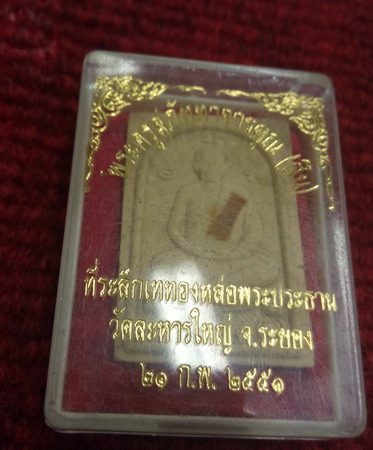 ที่ระลึกเททองหล่อพระประธาน
วัดละหารใหญ่ จ.ระยอง
๒๑ ก.พ. ๒๕๕๑